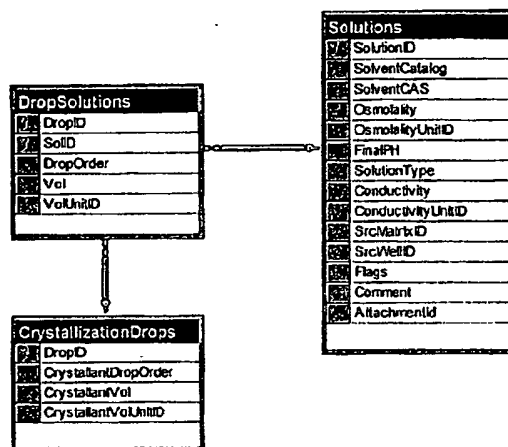 Solutions
SolutionID
SolventCatalog
SolventCAS
Osmolality
OsmolalityUnitID
FinalPH
SolutionType
Conductivity
ConductivityUnitID
SrcMatrixID
SrcWellID
Flags
Comment
AttachmentId
DropSolutions
DropID
SolID
DropOrder
Vol
VolUnitID
CrystallizationDrops
DropID
CrystallantDropOrder
CrystallantVol
CrystallantVolUnitID